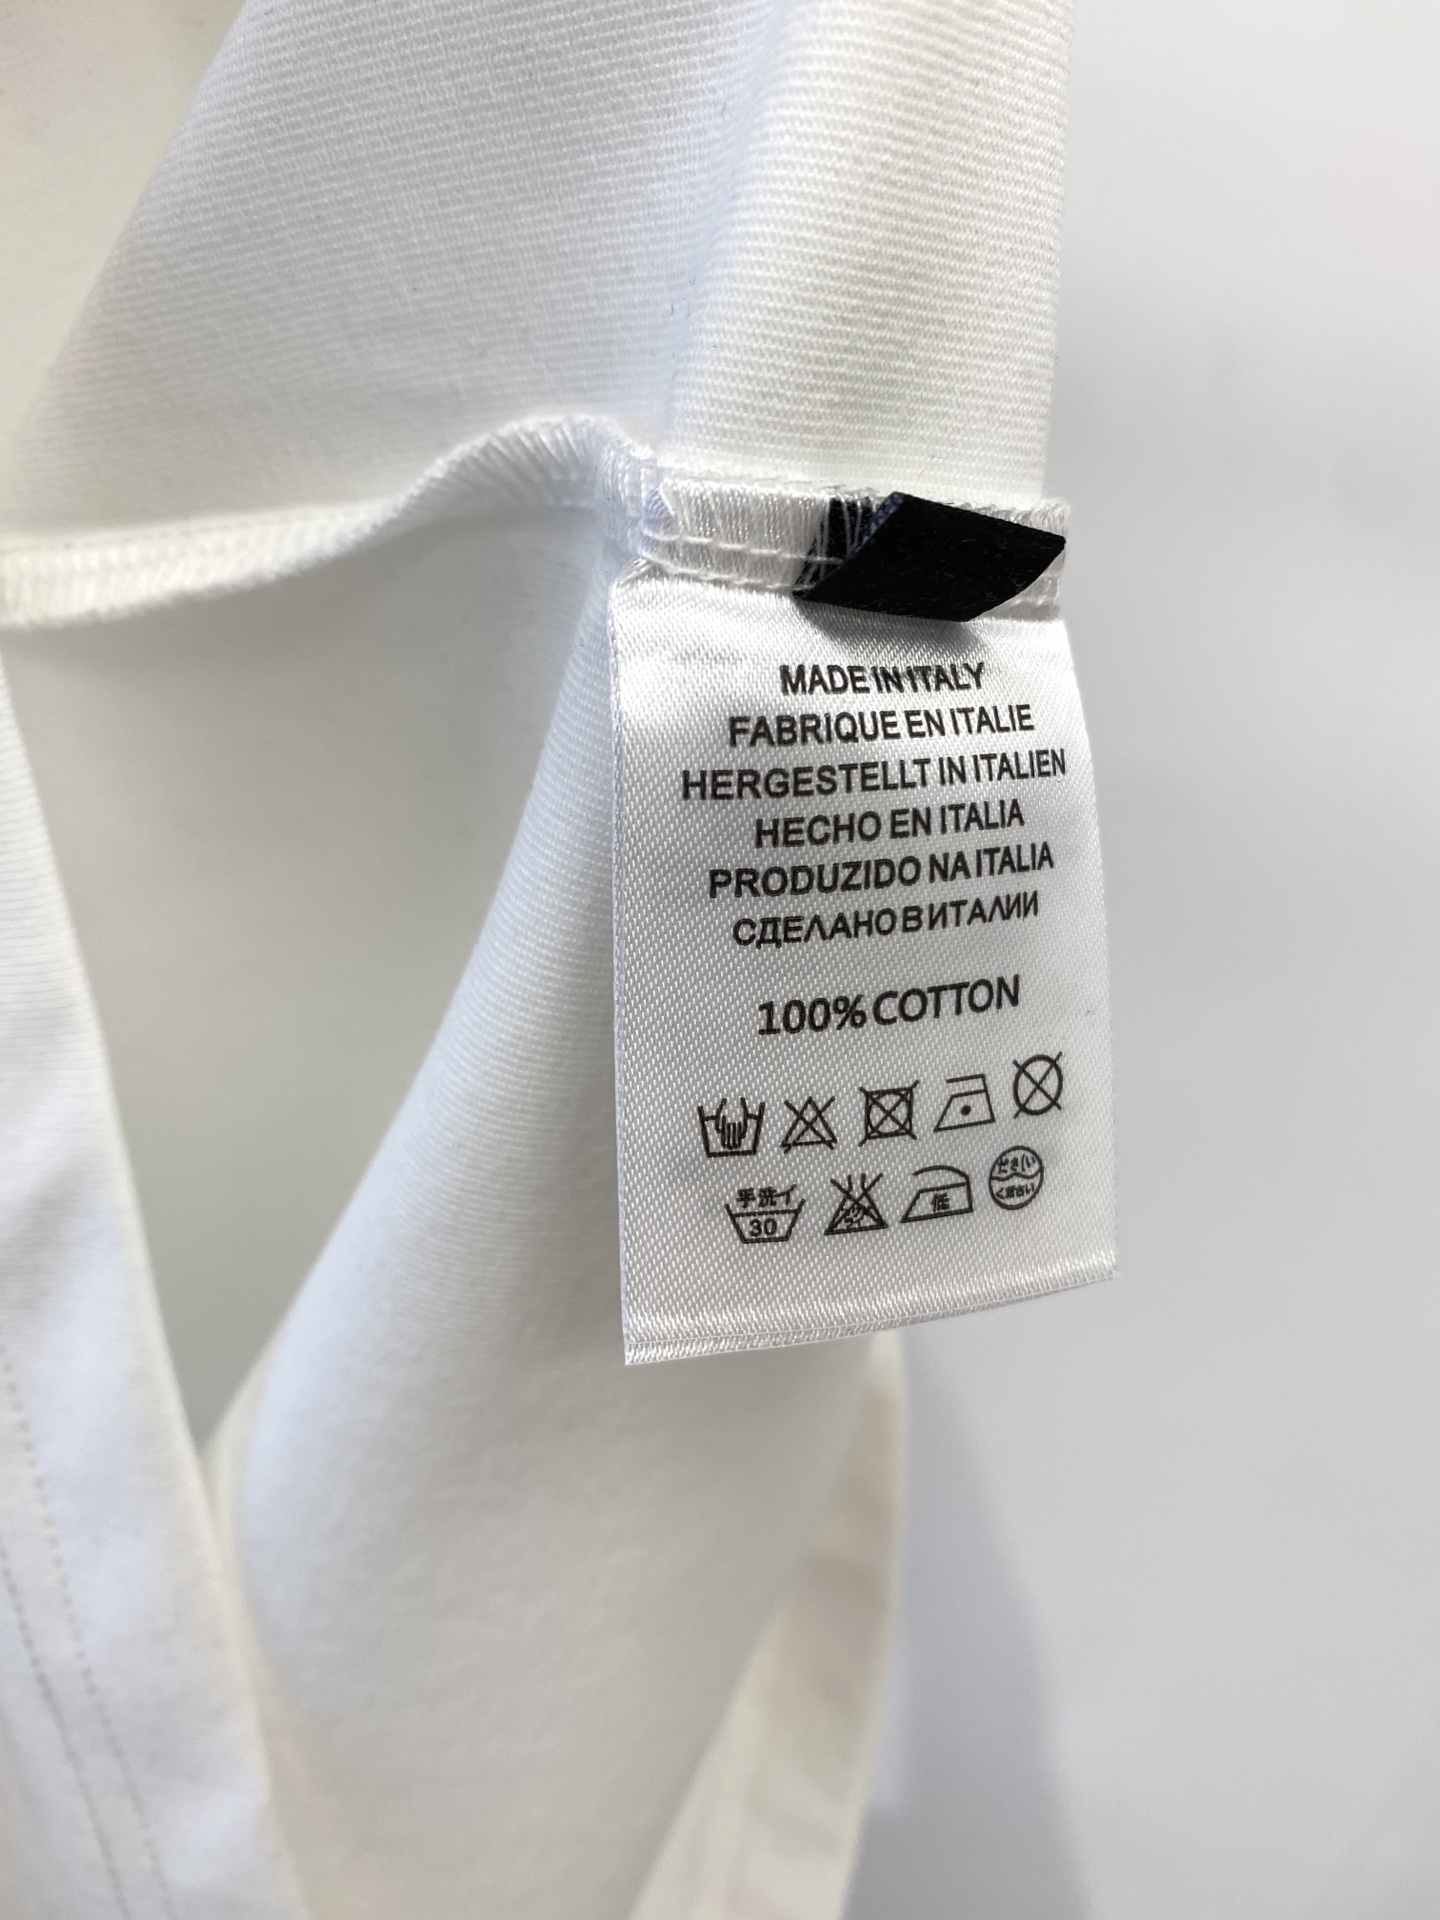 MADE IN ITALY
FABRIQUE EN ITALIE
HERGESTELLT IN ITALIEN
HECHO EN ITALIA
PRODUZIDO NA ITALIA
СДЕЛАНО В ИТАЛИИ
100% COTTON
手洗イ
30
低